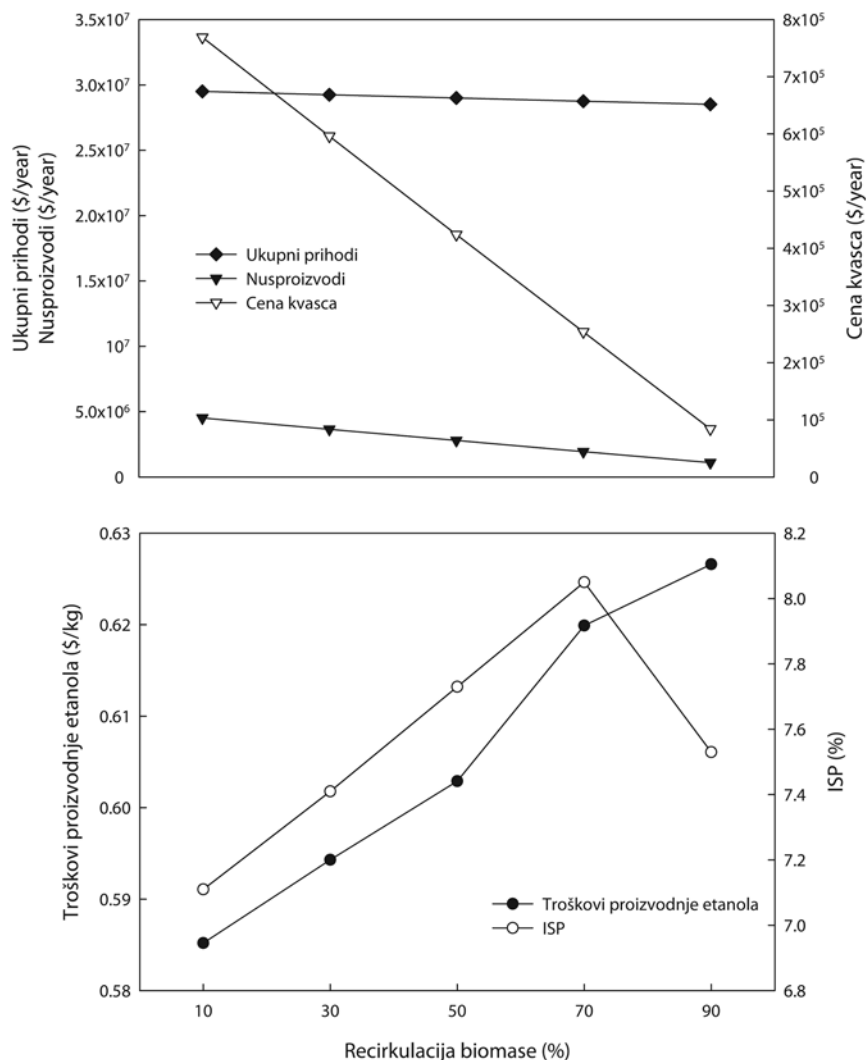 3.5x10⁷
3.0x10⁷
2.5x10⁷
2.0x10⁷
1.5x10⁷
10⁷
5.0x10⁶
0
Ukupni prihodi ($/year)
Nusproizvodi ($/year)
Ukupni prihodi
Nusproizvodi
Cena kvasca
8x10⁵
7x10⁵
6x10⁵
5x10⁵
4x10⁵
3x10⁵
2x10⁵
10⁵
0
Cena kvasca ($/year)
0.63
0.62
0.61
0.60
0.59
0.58
Troškovi proizvodnje etanola ($/kg)
Troškovi proizvodnje etanola
ISP
8.2
8.0
7.8
7.6
7.4
7.2
7.0
6.8
ISP (%)
10 30 50 70 90
Recirkulacija biomase (%)